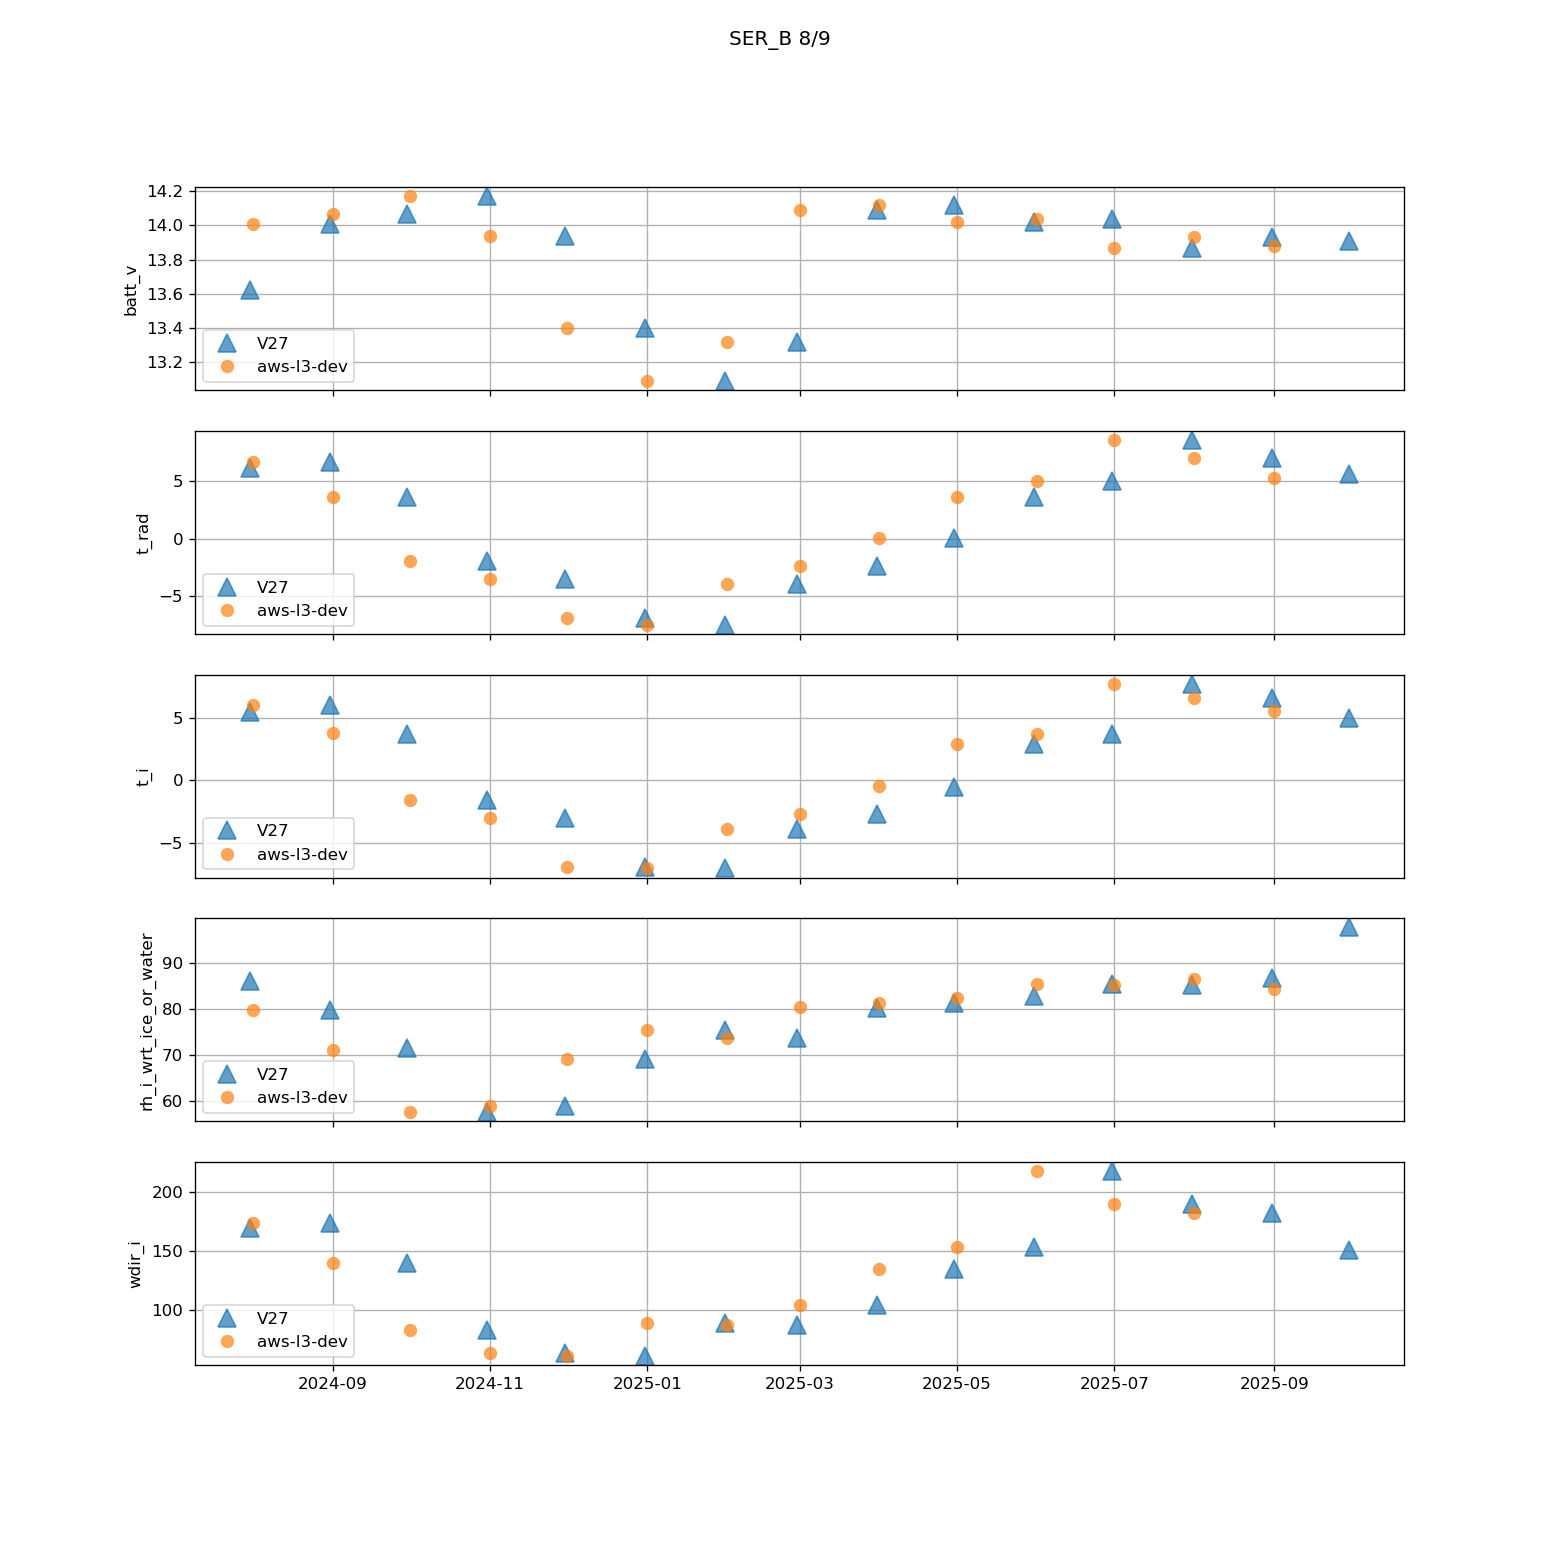 SER_B 8/9
batt_v
14.2
14.0
13.8
13.6
13.4
13.2
V27
aws-l3-dev
t_rad
5
0
−5
V27
aws-l3-dev
t_i
5
0
−5
V27
aws-l3-dev
rh_i_wrt_ice_or_water
90
80
70
60
V27
aws-l3-dev
wdir_i
200
150
100
V27
aws-l3-dev
2024-09 2024-11 2025-01 2025-03 2025-05 2025-07 2025-09